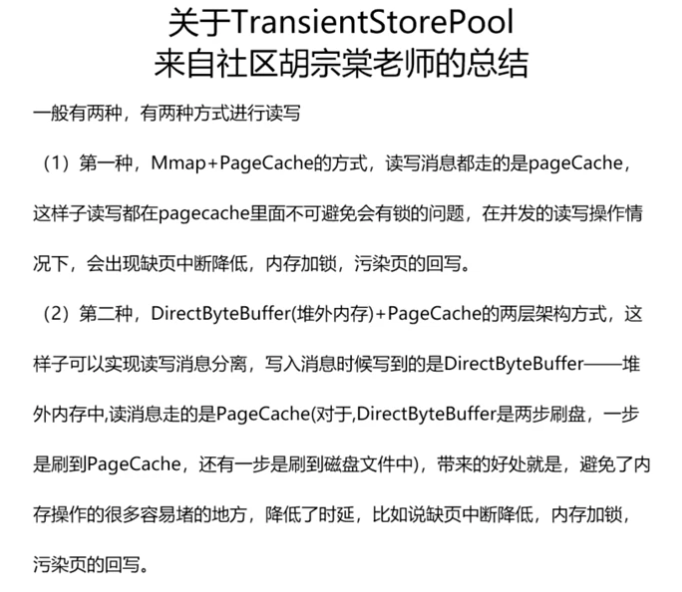 关于TransientStorePool
来自社区胡宗棠老师的总结
一般有两种，有两种方式进行读写
（1）第一种，Mmap+PageCache的方式，读写消息都走的是pageCache，
这样子读写都在pagecache里面不可避免会有锁的问题，在并发的读写操作情
况下，会出现缺页中断降低，内存加锁，污染页的回写。
（2）第二种，DirectByteBuffer(堆外内存)+PageCache的两层架构方式，这
样子可以实现读写消息分离，写入消息时候写到的是DirectByteBuffer——堆
外内存中,读消息走的是PageCache(对于,DirectByteBuffer是两步刷盘，一步
是刷到PageCache，还有一步是刷到磁盘文件中)，带来的好处就是，避免了内
存操作的很多容易堵的地方，降低了时延，比如说缺页中断降低，内存加锁，
污染页的回写。